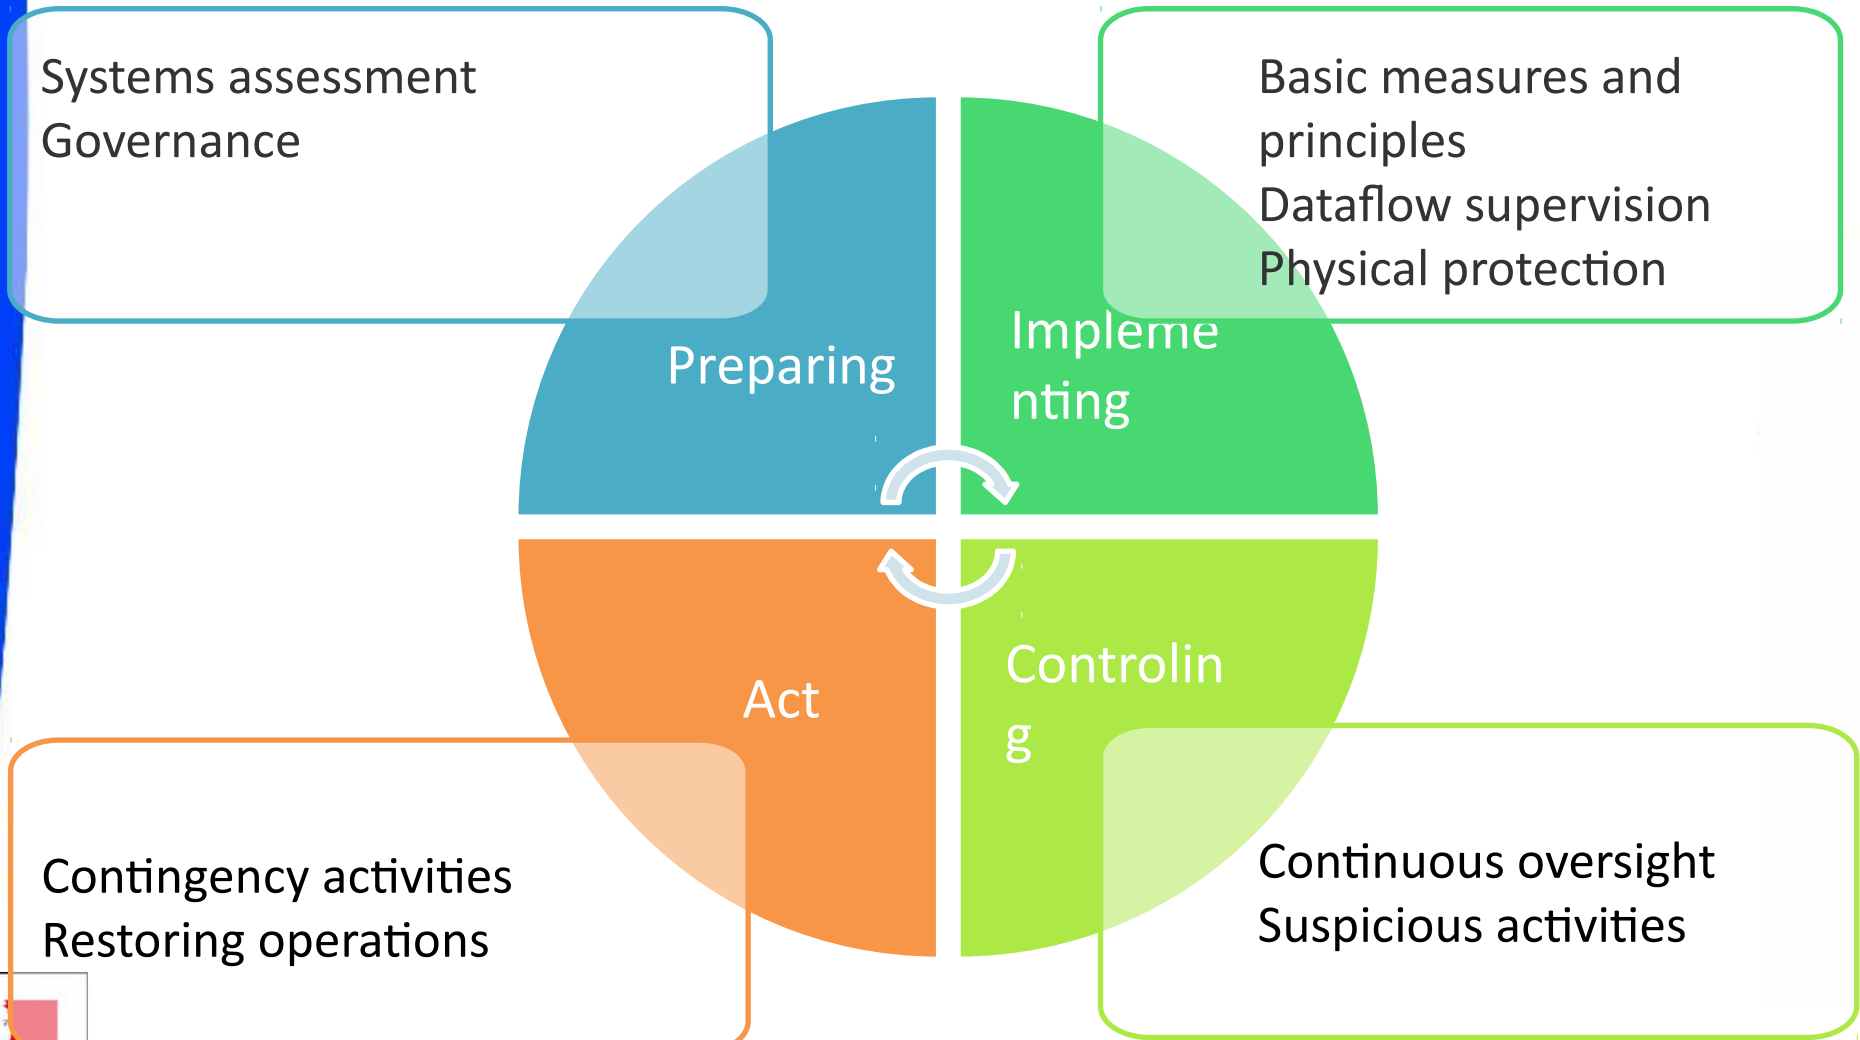 Systems assessment
Governance
Basic measures and
principles
Dataflow supervision
Physical protection
Preparing
Impleme
nting
Act
Controlin
g
Contingency activities
Restoring operations
Continuous oversight
Suspicious activities